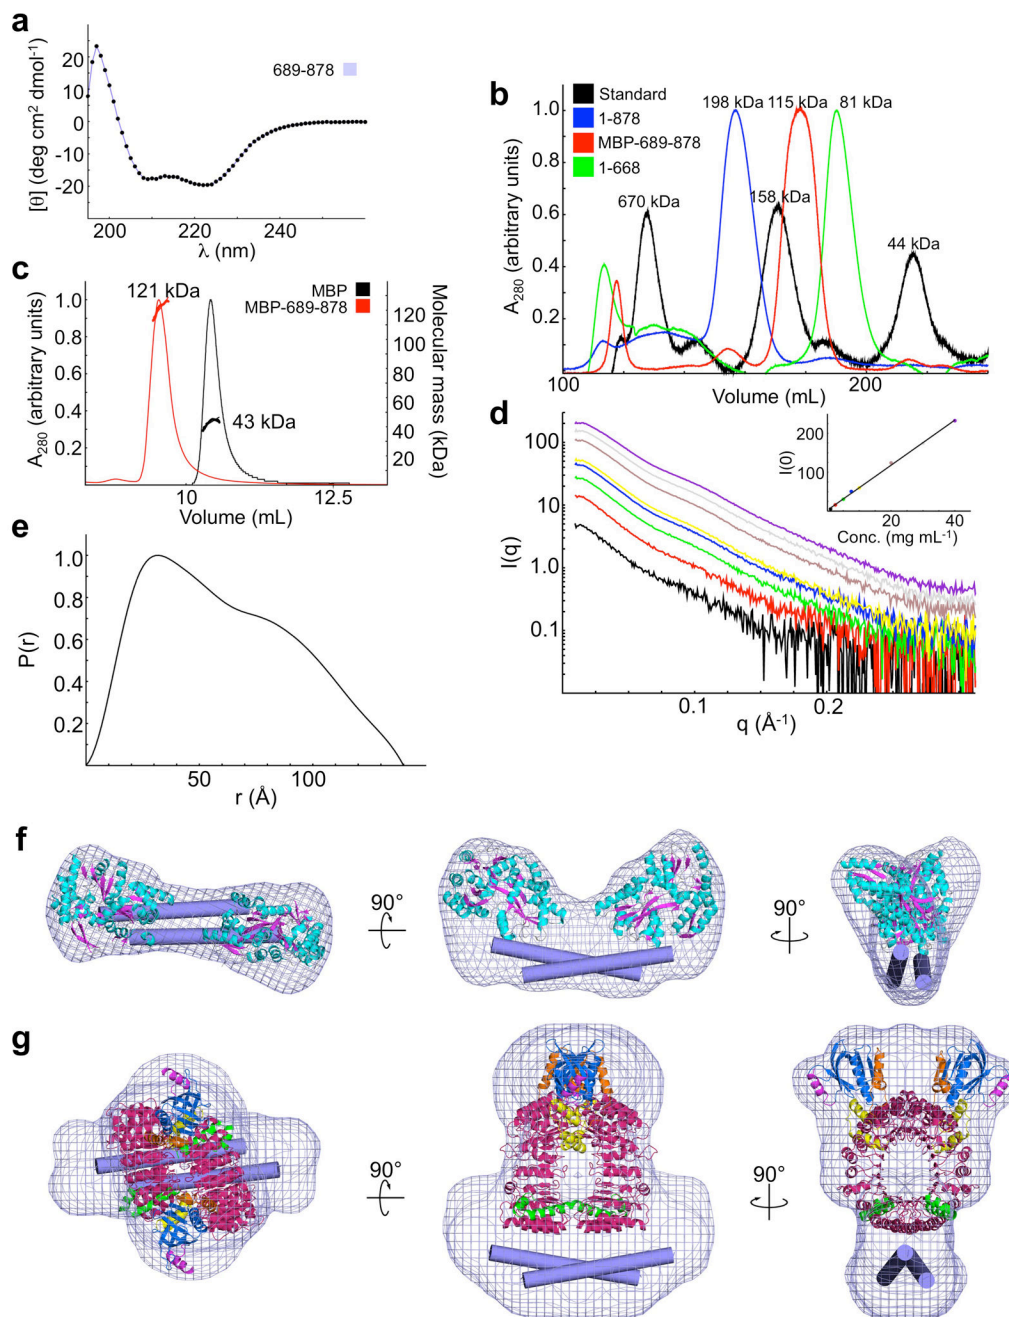 a
[θ] (deg cm2 dmol-1)
20
10
0
-10
-20
689-878
200
220
240
λ (nm)
b
Standard
1-878
MBP-689-878
1-668
A280 (arbitrary units)
1.0
0.8
0.6
0.4
0.2
198 kDa
115 kDa
81 kDa
670 kDa
158 kDa
44 kDa
100
200
Volume (mL)
c
A280 (arbitrary units)
1.0
0.8
0.6
0.4
0.2
121 kDa
MBP
MBP-689-878
43 kDa
Molecular mass (kDa)
120
100
80
60
40
20
10
12.5
Volume (mL)
d
I(q)
100
10
1.0
0.1
0.1
0.2
q (Å-1)
I(0)
200
100
20
40
Conc. (mg mL-1)
e
P(r)
1.0
0.8
0.6
0.4
0.2
50
100
r (Å)
f
90°
90°
g
90°
90°